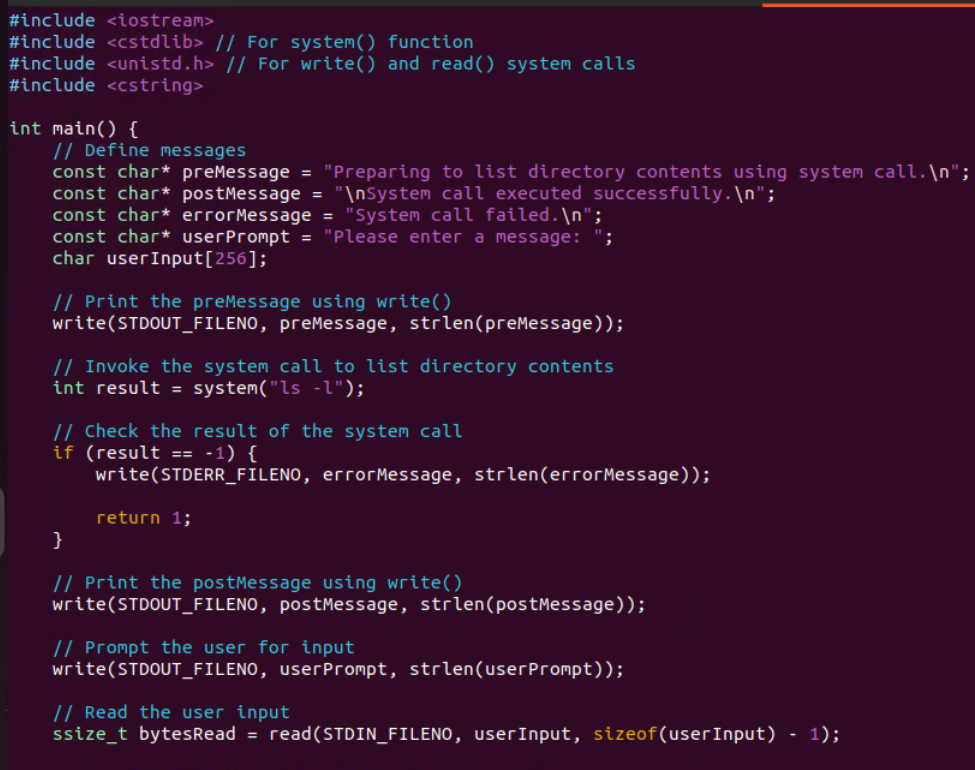 #include <iostream>
#include <cstdlib> // For system() function
#include <unistd.h> // For write() and read() system calls
#include <cstring>

int main() {
    // Define messages
    const char* preMessage = "Preparing to list directory contents using system call.\n";
    const char* postMessage = "\nSystem call executed successfully.\n";
    const char* errorMessage = "System call failed.\n";
    const char* userPrompt = "Please enter a message: ";
    char userInput[256];

    // Print the preMessage using write()
    write(STDOUT_FILENO, preMessage, strlen(preMessage));

    // Invoke the system call to list directory contents
    int result = system("ls -l");

    // Check the result of the system call
    if (result == -1) {
        write(STDERR_FILENO, errorMessage, strlen(errorMessage));

        return 1;
    }

    // Print the postMessage using write()
    write(STDOUT_FILENO, postMessage, strlen(postMessage));

    // Prompt the user for input
    write(STDOUT_FILENO, userPrompt, strlen(userPrompt));

    // Read the user input
    ssize_t bytesRead = read(STDIN_FILENO, userInput, sizeof(userInput) - 1);